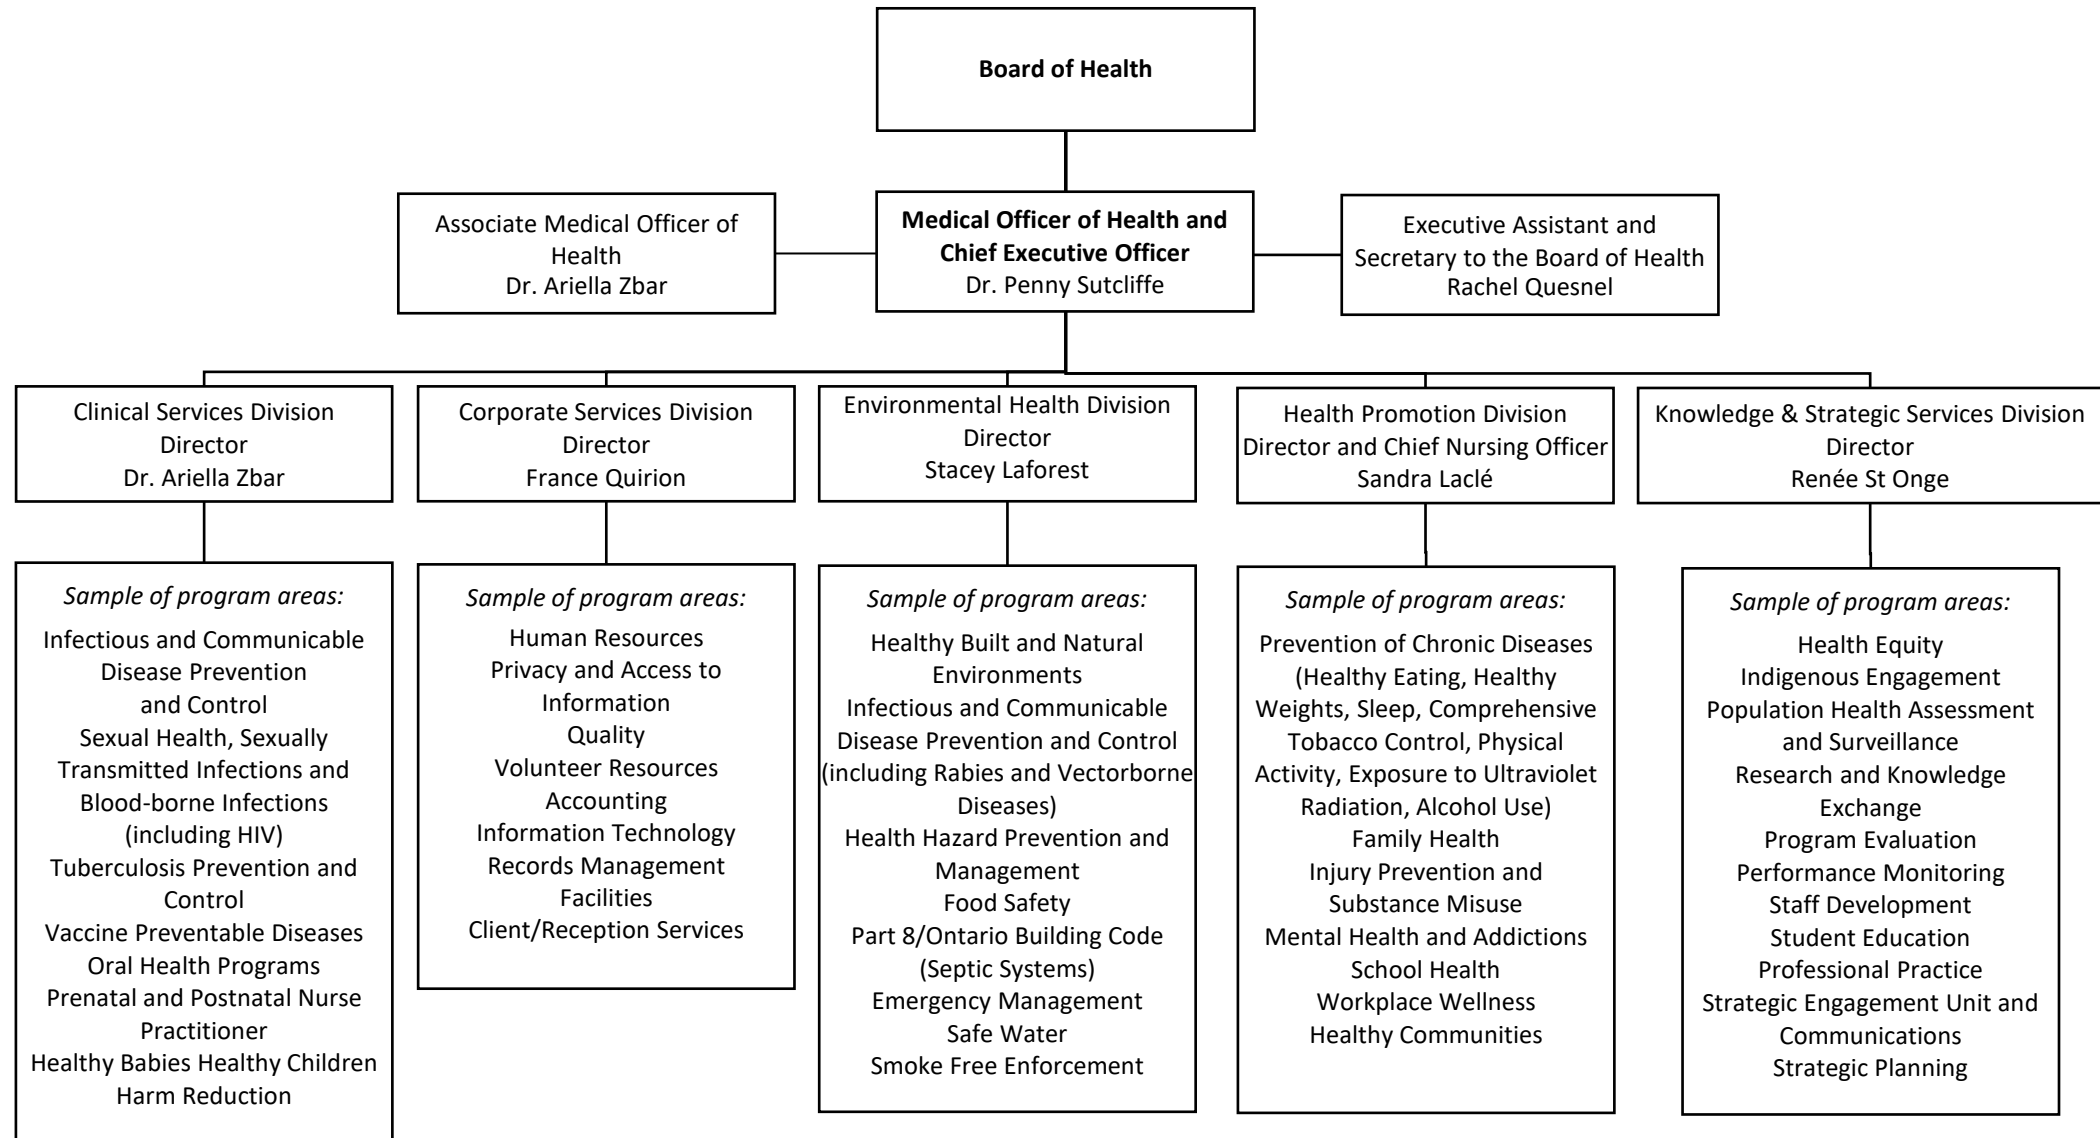 Board of Health
Associate Medical Officer of
Health
Dr. Ariella Zbar
Medical Officer of Health and
Chief Executive Officer
Dr. Penny Sutcliffe
Executive Assistant and
Secretary to the Board of Health
Rachel Quesnel
Clinical Services Division
Director
Dr. Ariella Zbar
Corporate Services Division
Director
France Quirion
Environmental Health Division
Director
Stacey Laforest
Health Promotion Division
Director and Chief Nursing Officer
Sandra Laclé
Knowledge & Strategic Services Division
Director
Renée St Onge
Sample of program areas:
Infectious and Communicable
Disease Prevention
and Control
Sexual Health, Sexually
Transmitted Infections and
Blood-borne Infections
(including HIV)
Tuberculosis Prevention and
Control
Vaccine Preventable Diseases
Oral Health Programs
Prenatal and Postnatal Nurse
Practitioner
Healthy Babies Healthy Children
Harm Reduction
Sample of program areas:
Human Resources
Privacy and Access to
Information
Quality
Volunteer Resources
Accounting
Information Technology
Records Management
Facilities
Client/Reception Services
Sample of program areas:
Healthy Built and Natural
Environments
Infectious and Communicable
Disease Prevention and Control
(including Rabies and Vectorborne
Diseases)
Health Hazard Prevention and
Management
Food Safety
Part 8/Ontario Building Code
(Septic Systems)
Emergency Management
Safe Water
Smoke Free Enforcement
Sample of program areas:
Prevention of Chronic Diseases
(Healthy Eating, Healthy
Weights, Sleep, Comprehensive
Tobacco Control, Physical
Activity, Exposure to Ultraviolet
Radiation, Alcohol Use)
Family Health
Injury Prevention and
Substance Misuse
Mental Health and Addictions
School Health
Workplace Wellness
Healthy Communities
Sample of program areas:
Health Equity
Indigenous Engagement
Population Health Assessment
and Surveillance
Research and Knowledge
Exchange
Program Evaluation
Performance Monitoring
Staff Development
Student Education
Professional Practice
Strategic Engagement Unit and
Communications
Strategic Planning